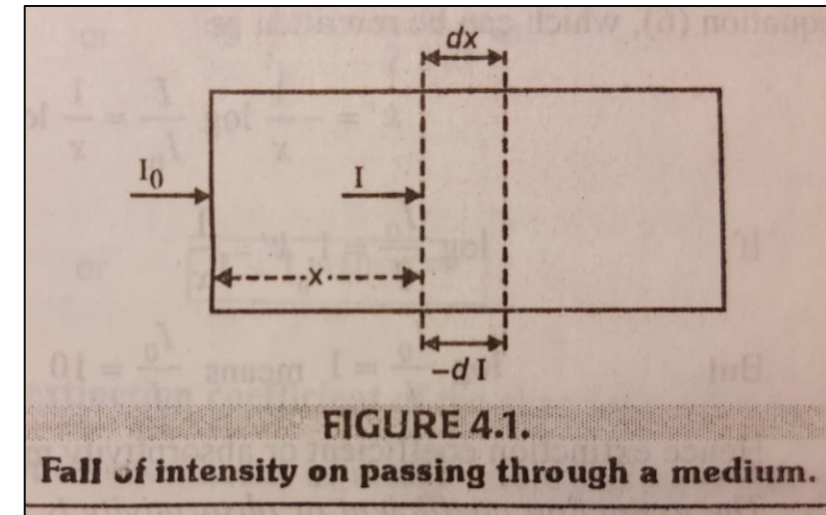 dx
I₀
I
x
-dI
FIGURE 4.1.
Fall of intensity on passing through a medium.